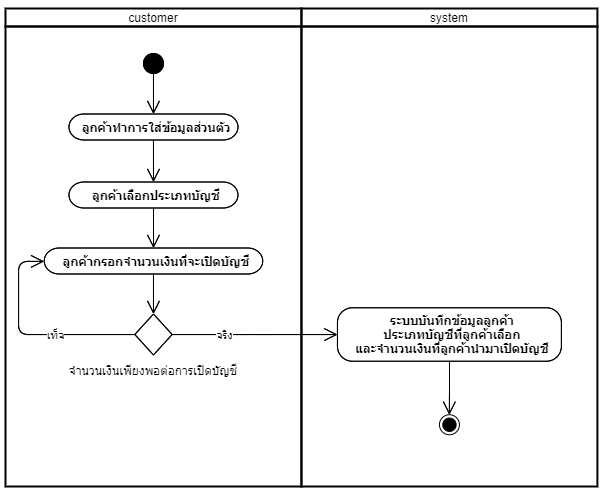 customer
system
ลูกค้าทำการใส่ข้อมูลส่วนตัว
ลูกค้าเลือกประเภทบัญชี
ลูกค้ากรอกจำนวนเงินที่จะเปิดบัญชี
เท็จ
จริง
จำนวนเงินเพียงพอต่อการเปิดบัญชี
ระบบบันทึกข้อมูลลูกค้า
ประเภทบัญชีที่ลูกค้าเลือก
และจำนวนเงินที่ลูกค้านำมาเปิดบัญชี